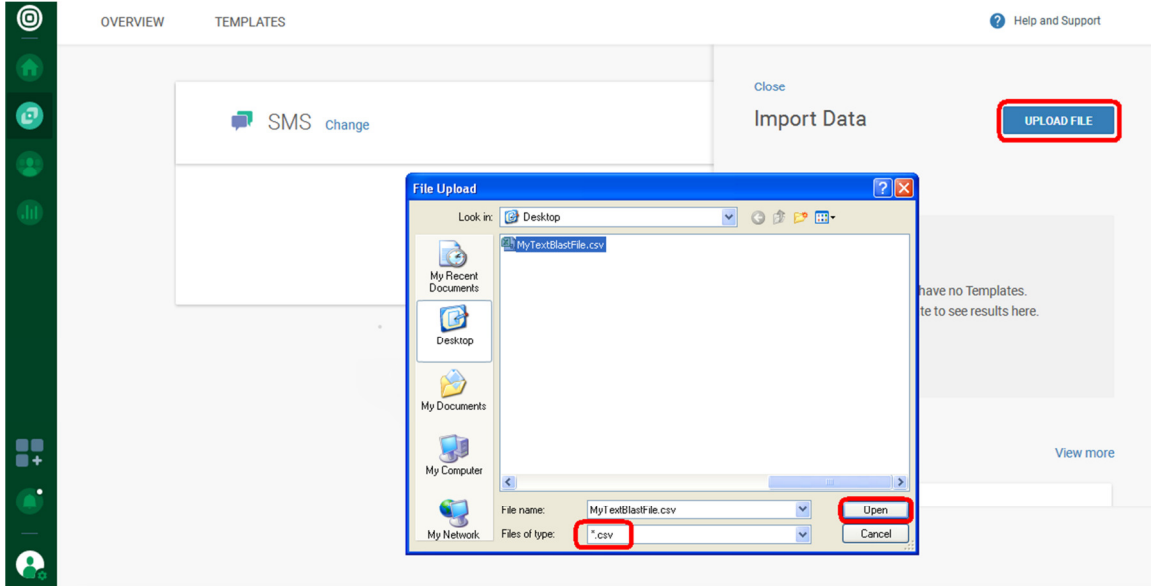 OVERVIEW TEMPLATES
? Help and Support
Close
SMS Change
Import Data
UPLOAD FILE
File Upload
Look in: Desktop
MyTextBlastFile.csv
My Recent
Documents
Desktop
My Documents
My Computer
My Network
have no Templates.
te to see results here.
View more
File name: MyTextBlastFile.csv
Open
Files of type: *.csv
Cancel